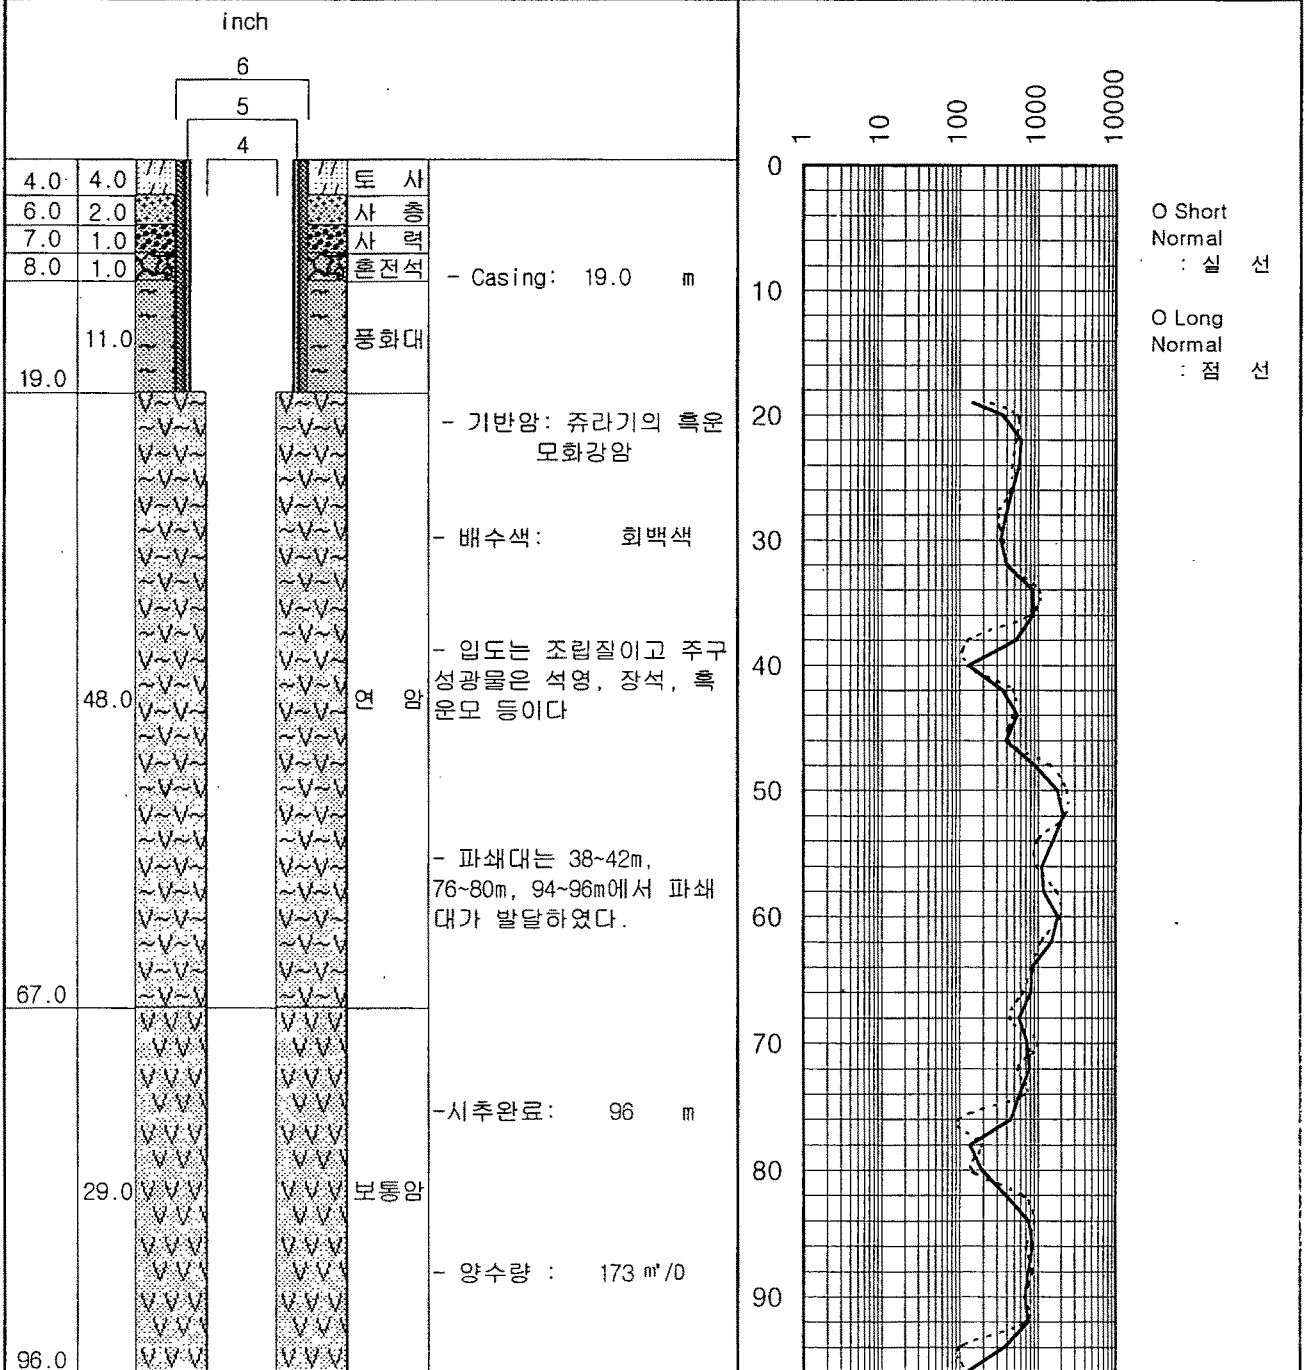 inch
6
5
4
4.0 4.0 토 사
6.0 2.0 사 층
7.0 1.0 사 력
8.0 1.0 혼전석
11.0 풍화대
19.0
48.0 연 암
67.0
29.0 보통암
96.0
- Casing: 19.0 m
- 기반암: 쥬라기의 흑운
모화강암
- 배수색: 회백색
- 입도는 조립질이고 주구
성광물은 석영, 장석, 흑
운모 등이다
- 파쇄대는 38~42m,
76~80m, 94~96m에서 파쇄
대가 발달하였다.
-시추완료: 96 m
- 양수량 : 173 ㎥/D
1 10 100 1000 10000
0
10
20
30
40
50
60
70
80
90
O Short
Normal
: 실 선
O Long
Normal
: 점 선